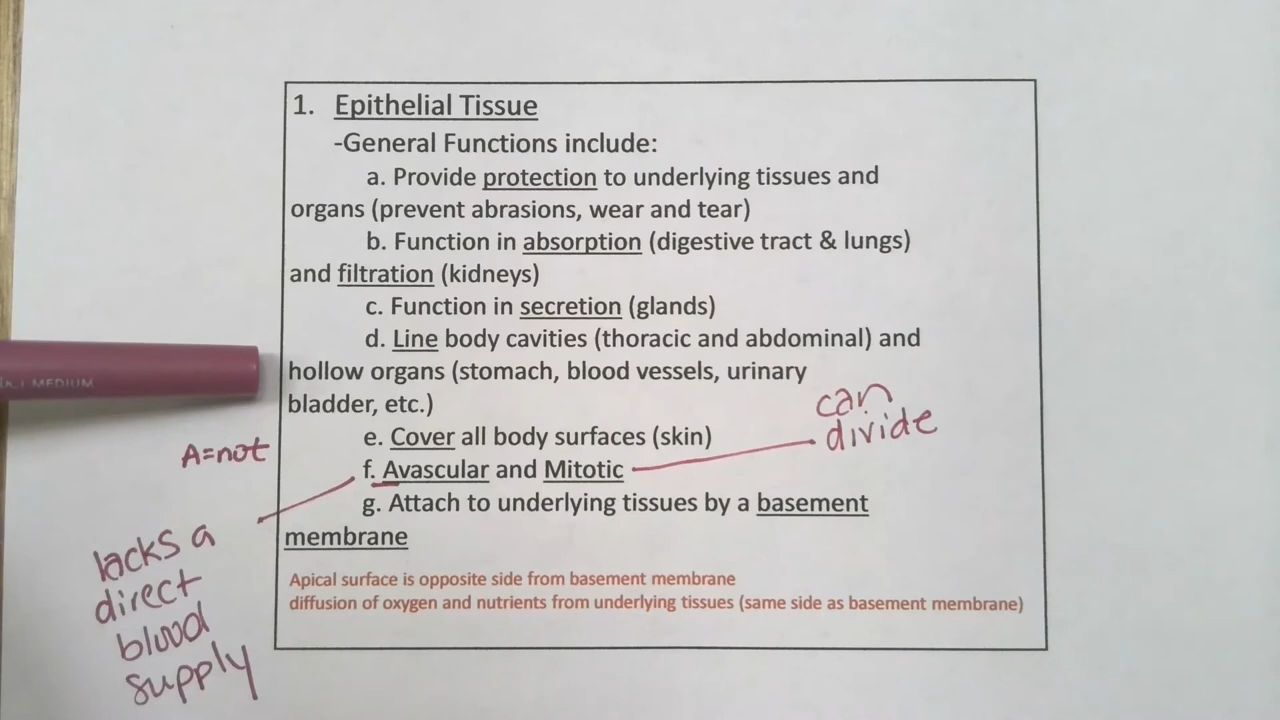 1. Epithelial Tissue
-General Functions include:
a. Provide protection to underlying tissues and
organs (prevent abrasions, wear and tear)
b. Function in absorption (digestive tract & lungs)
and filtration (kidneys)
c. Function in secretion (glands)
d. Line body cavities (thoracic and abdominal) and
hollow organs (stomach, blood vessels, urinary
bladder, etc.)
e. Cover all body surfaces (skin)
f. Avascular and Mitotic
g. Attach to underlying tissues by a basement
membrane
Apical surface is opposite side from basement membrane
diffusion of oxygen and nutrients from underlying tissues (same side as basement membrane)
can
divide
A=not
lacks a
direct
blood
supply
MEDIUM